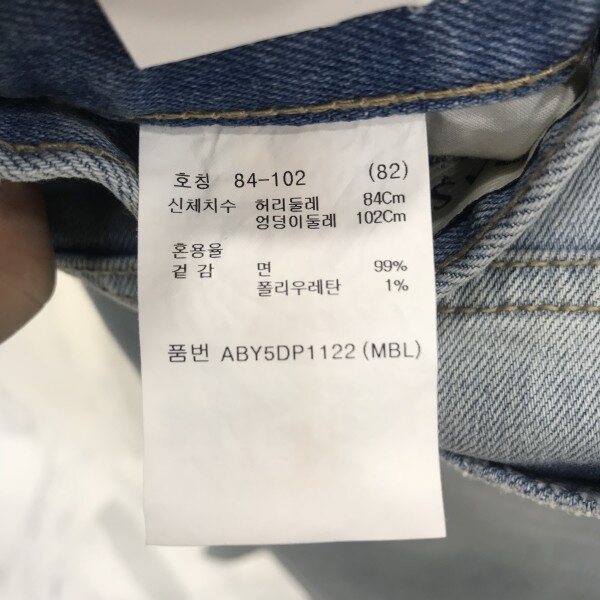 호칭 84-102 (82)
신체치수 허리둘레 84Cm
엉덩이둘레 102Cm
혼용율
겉감 면 99%
폴리우레탄 1%
품번 ABY5DP1122 (MBL)